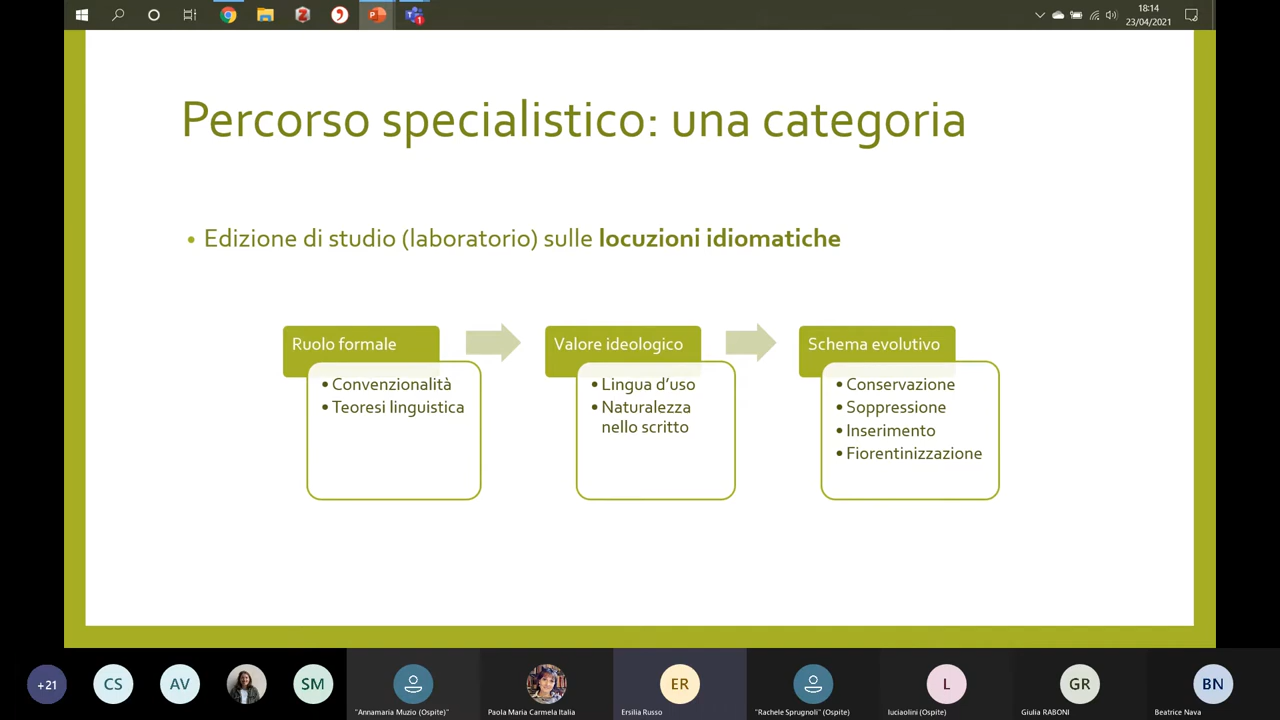 18:14
23/04/2021
Percorso specialistico: una categoria
• Edizione di studio (laboratorio) sulle locuzioni idiomatiche
Ruolo formale
• Convenzionalità
• Teoresi linguistica
Valore ideologico
• Lingua d'uso
• Naturalezza
nello scritto
Schema evolutivo
• Conservazione
• Soppressione
• Inserimento
• Fiorentinizzazione
+21
CS
AV
SM
"Annamaria Muzio (Ospite)"
Paola Maria Carmela Italia
ER
Ersilia Russo
"Rachele Sprugnoli" (Ospite)
L
luciaolini (Ospite)
GR
Giulia RABONI
BN
Beatrice Nava